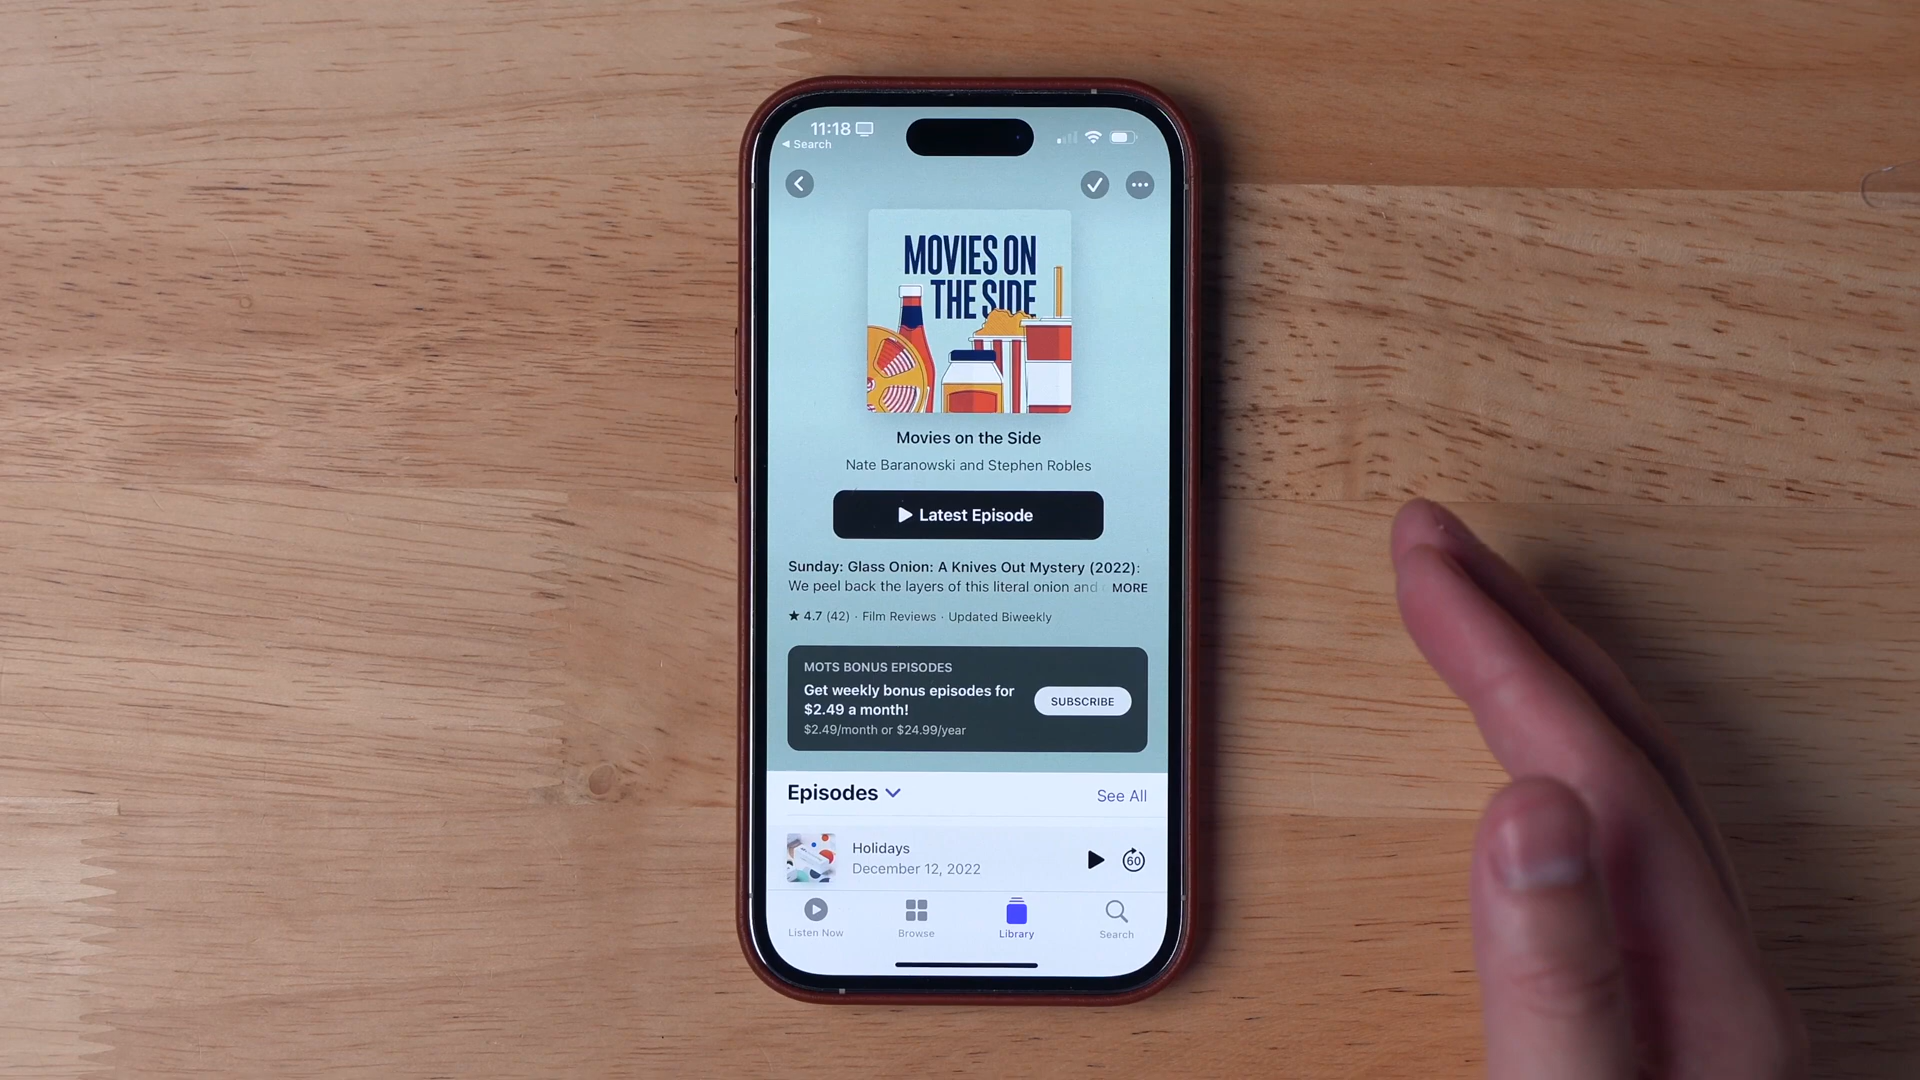 11:18
Search
MOVIES ON
THE SIDE
Movies on the Side
Nate Baranowski and Stephen Robles
Latest Episode
Sunday: Glass Onion: A Knives Out Mystery (2022):
We peel back the layers of this literal onion and
MORE
★ 4.7 (42) · Film Reviews · Updated Biweekly
MOTS BONUS EPISODES
Get weekly bonus episodes for
$2.49 a month!
$2.49/month or $24.99/year
SUBSCRIBE
Episodes
See All
Holidays
December 12, 2022
60
Listen Now
Browse
Library
Search